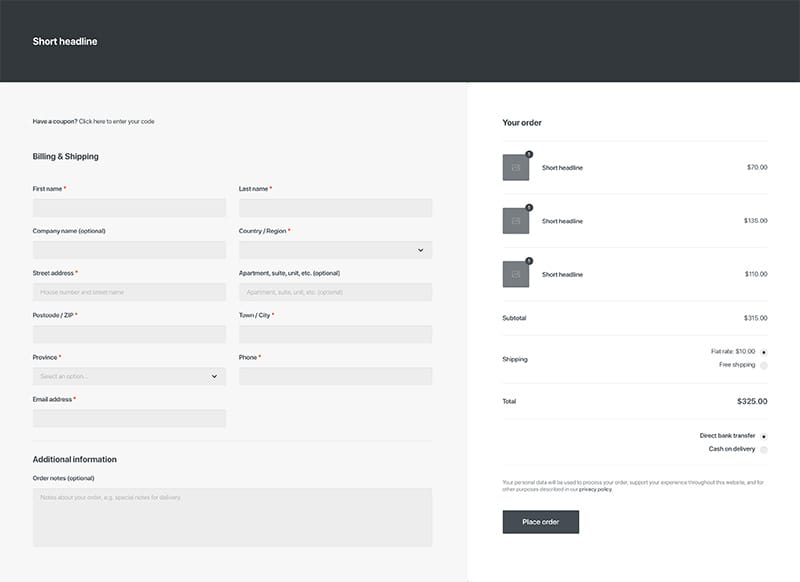 Short headline
Have a coupon? Click here to enter your code
Billing & Shipping
First name *
Last name *
Company name (optional)
Country / Region *
Street address *
House number and street name
Apartment, suite, unit, etc. (optional)
Apartment, suite, unit, etc. (optional)
Postcode / ZIP *
Town / City *
Province *
Select an option...
Phone *
Email address *
Additional information
Order notes (optional)
Notes about your order, e.g. special notes for delivery.
Your order
Short headline
$70.00
Short headline
$135.00
Short headline
$110.00
Subtotal
$315.00
Shipping
Flat rate: $10.00
Free shipping
Total
$325.00
Direct bank transfer
Cash on delivery
Your personal data will be used to process your order, support your experience throughout this website, and for
other purposes described in our privacy policy.
Place order